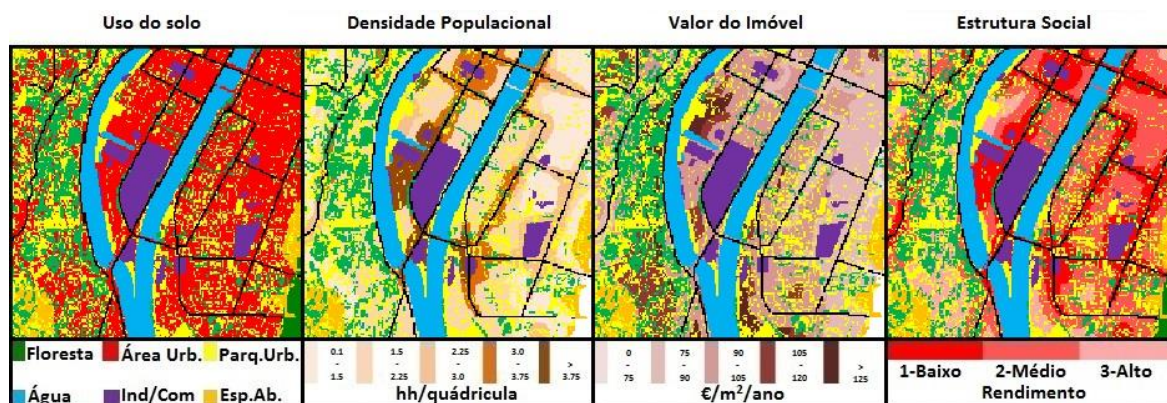 Uso do solo
Densidade Populacional
Valor do Imóvel
Estrutura Social
Floresta Área Urb. Parq.Urb.
Água Ind/Com Esp.Ab.
0.1 - 1.5
1.5 - 2.25
2.25 - 3.0
3.0 - 3.75
> 3.75
hh/quádricula
0 - 75
75 - 90
90 - 105
105 - 120
> 125
€/m²/ano
1-Baixo 2-Médio 3-Alto
Rendimento